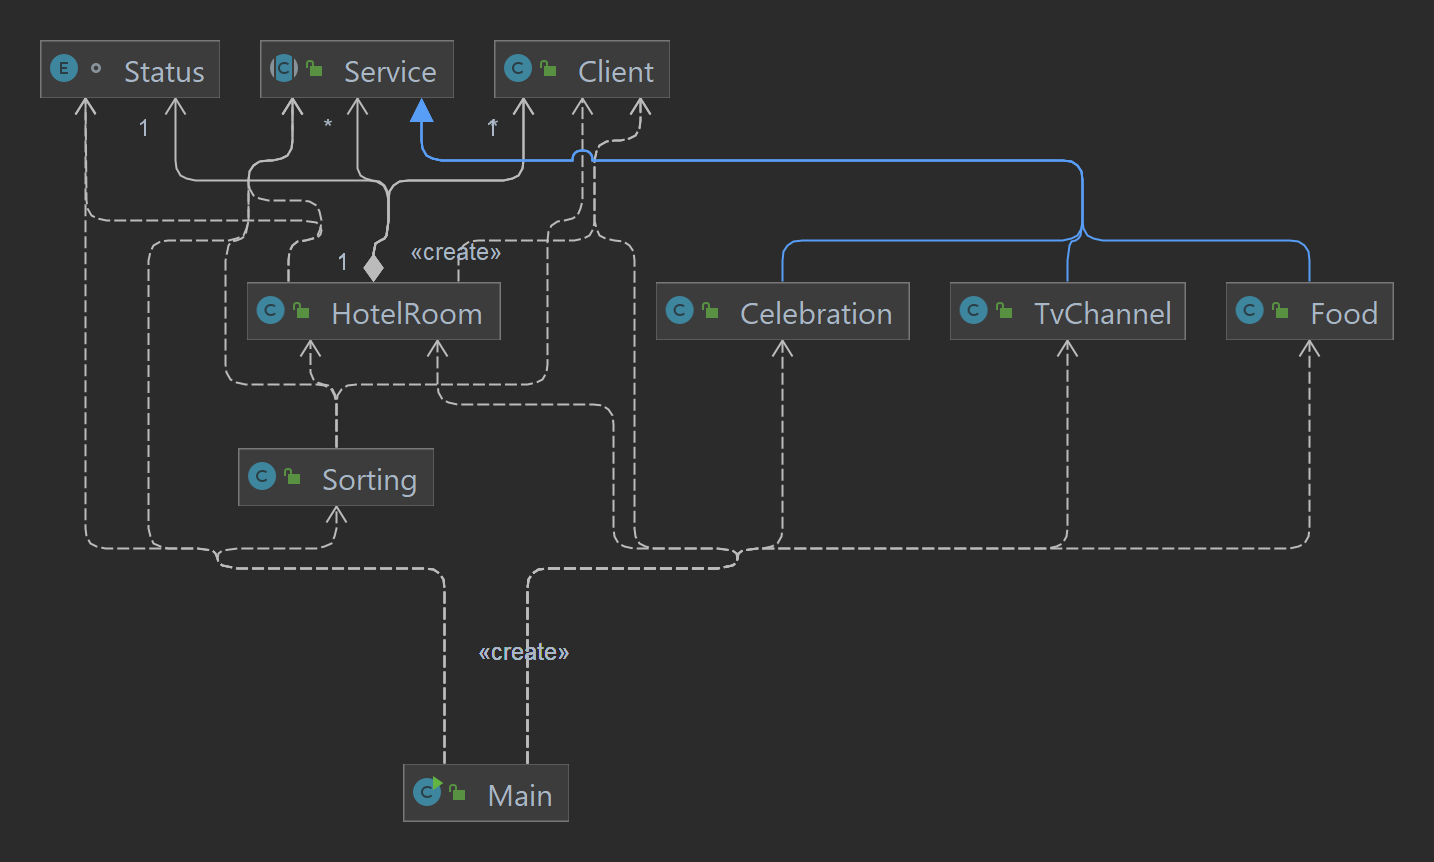 E Status
C Service
C Client
1
*
1*
1
«create»
C HotelRoom
C Celebration
C TvChannel
C Food
C Sorting
«create»
C Main